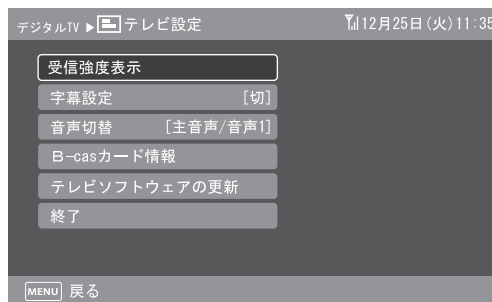 デジタルTV ▶ テレビ設定 12月25日(火)11:35
受信強度表示
字幕設定 [切]
音声切替 [主音声/音声1]
B-casカード情報
テレビソフトウェアの更新
終了
MENU 戻る